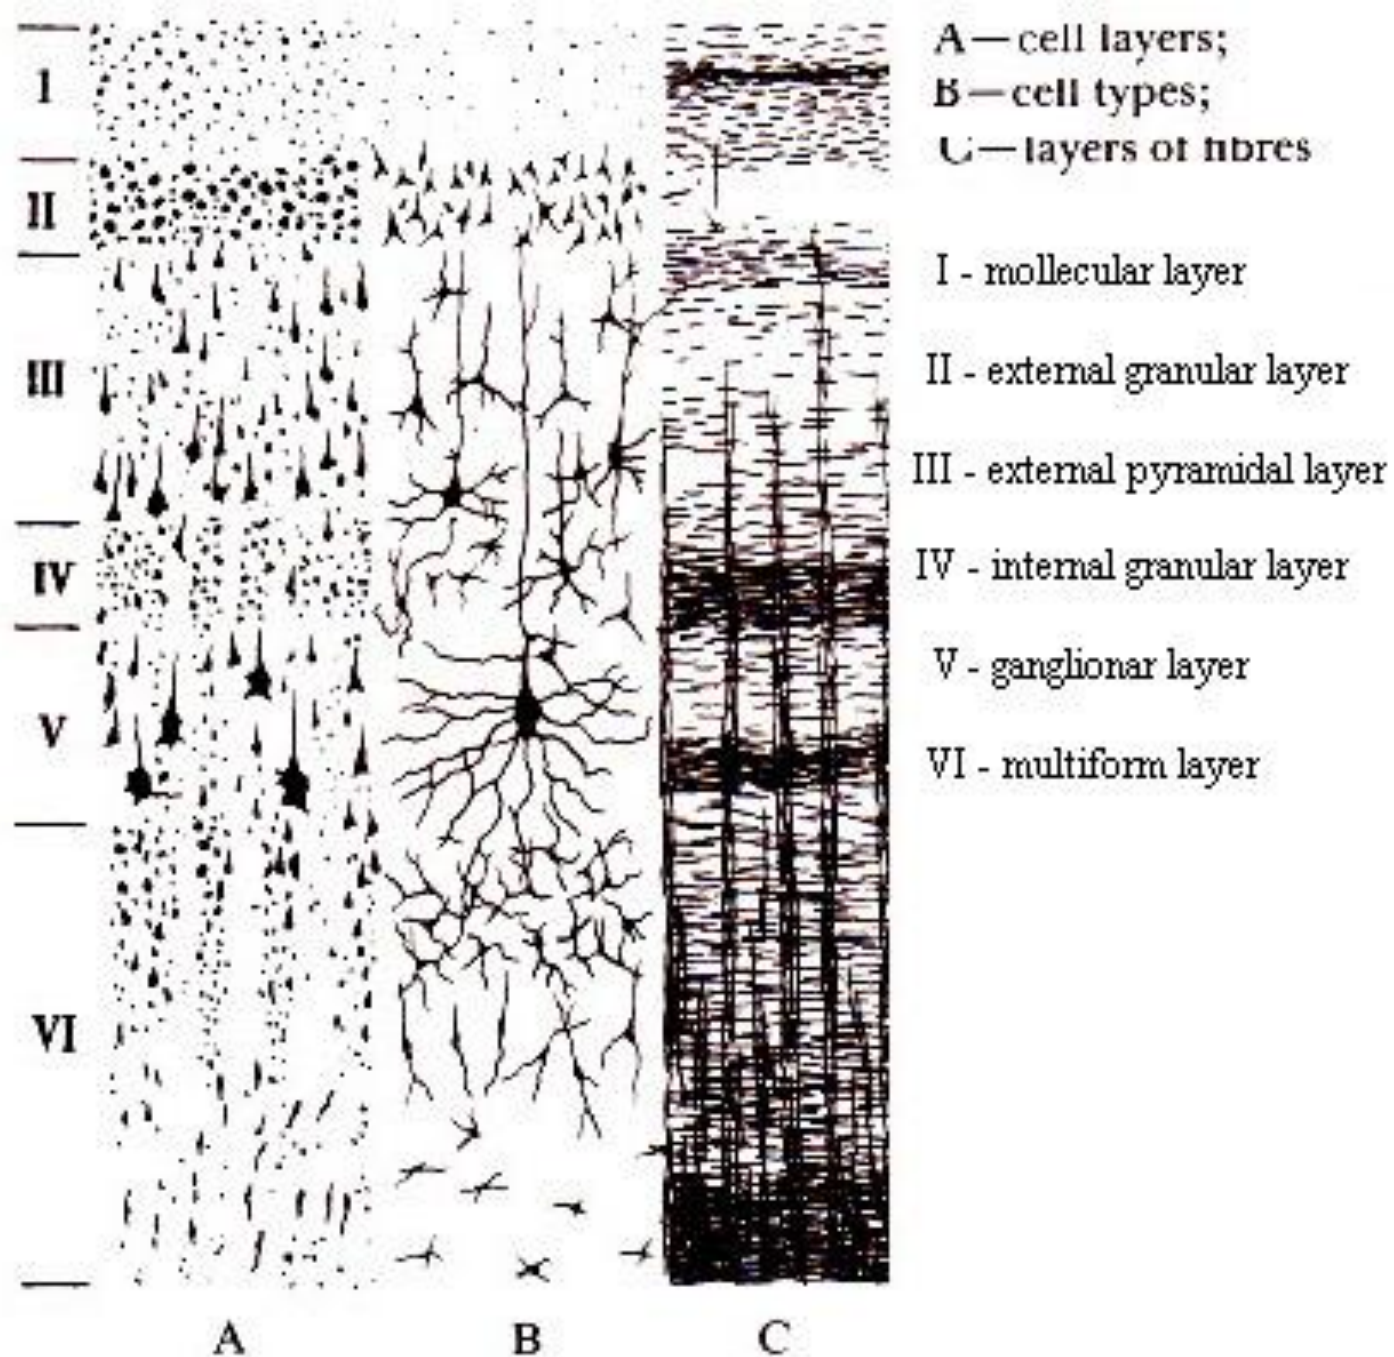 A—cell layers;
B—cell types;
C—layers of fibres
I - mollecular layer
II - external granular layer
III - external pyramidal layer
IV - internal granular layer
V - ganglionar layer
VI - multiform layer
I
II
III
IV
V
VI
A B C